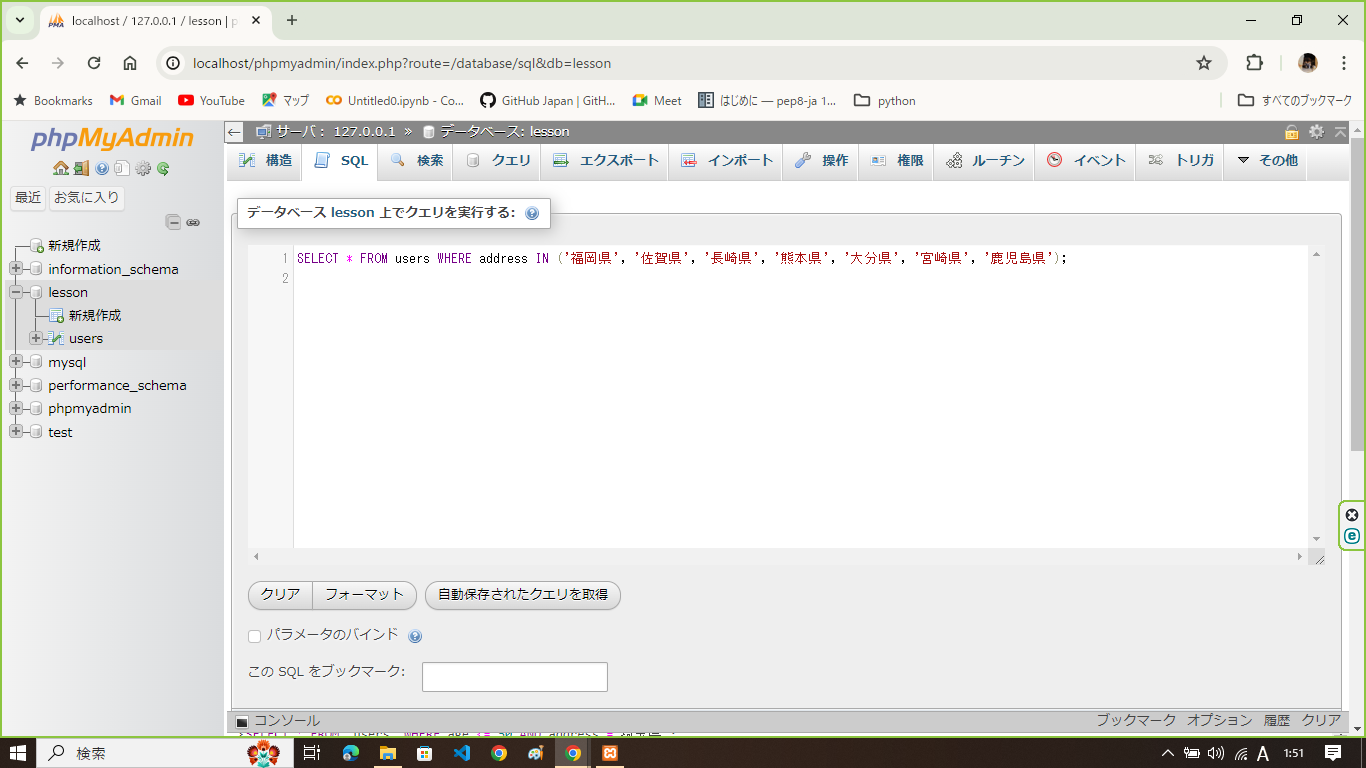 localhost / 127.0.0.1 / lesson | p
localhost/phpmyadmin/index.php?route=/database/sql&db=lesson
Bookmarks Gmail YouTube マップ Untitled0.ipynb - Co... GitHub Japan | GitH... Meet はじめに — pep8-ja 1... python すべてのブックマーク
phpMyAdmin
最近 お気に入り
新規作成
information_schema
lesson
新規作成
users
mysql
performance_schema
phpmyadmin
test
サーバ: 127.0.0.1 » データベース: lesson
構造 SQL 検索 クエリ エクスポート インポート 操作 権限 ルーチン イベント トリガ その他
データベース lesson 上でクエリを実行する:
1 SELECT * FROM users WHERE address IN ('福岡県', '佐賀県', '長崎県', '熊本県', '大分県', '宮崎県', '鹿児島県');
2
クリア フォーマット 自動保存されたクエリを取得
パラメータのバインド
この SQL をブックマーク:
コンソール ブックマーク オプション 履歴 クリア
検索 A 1:51